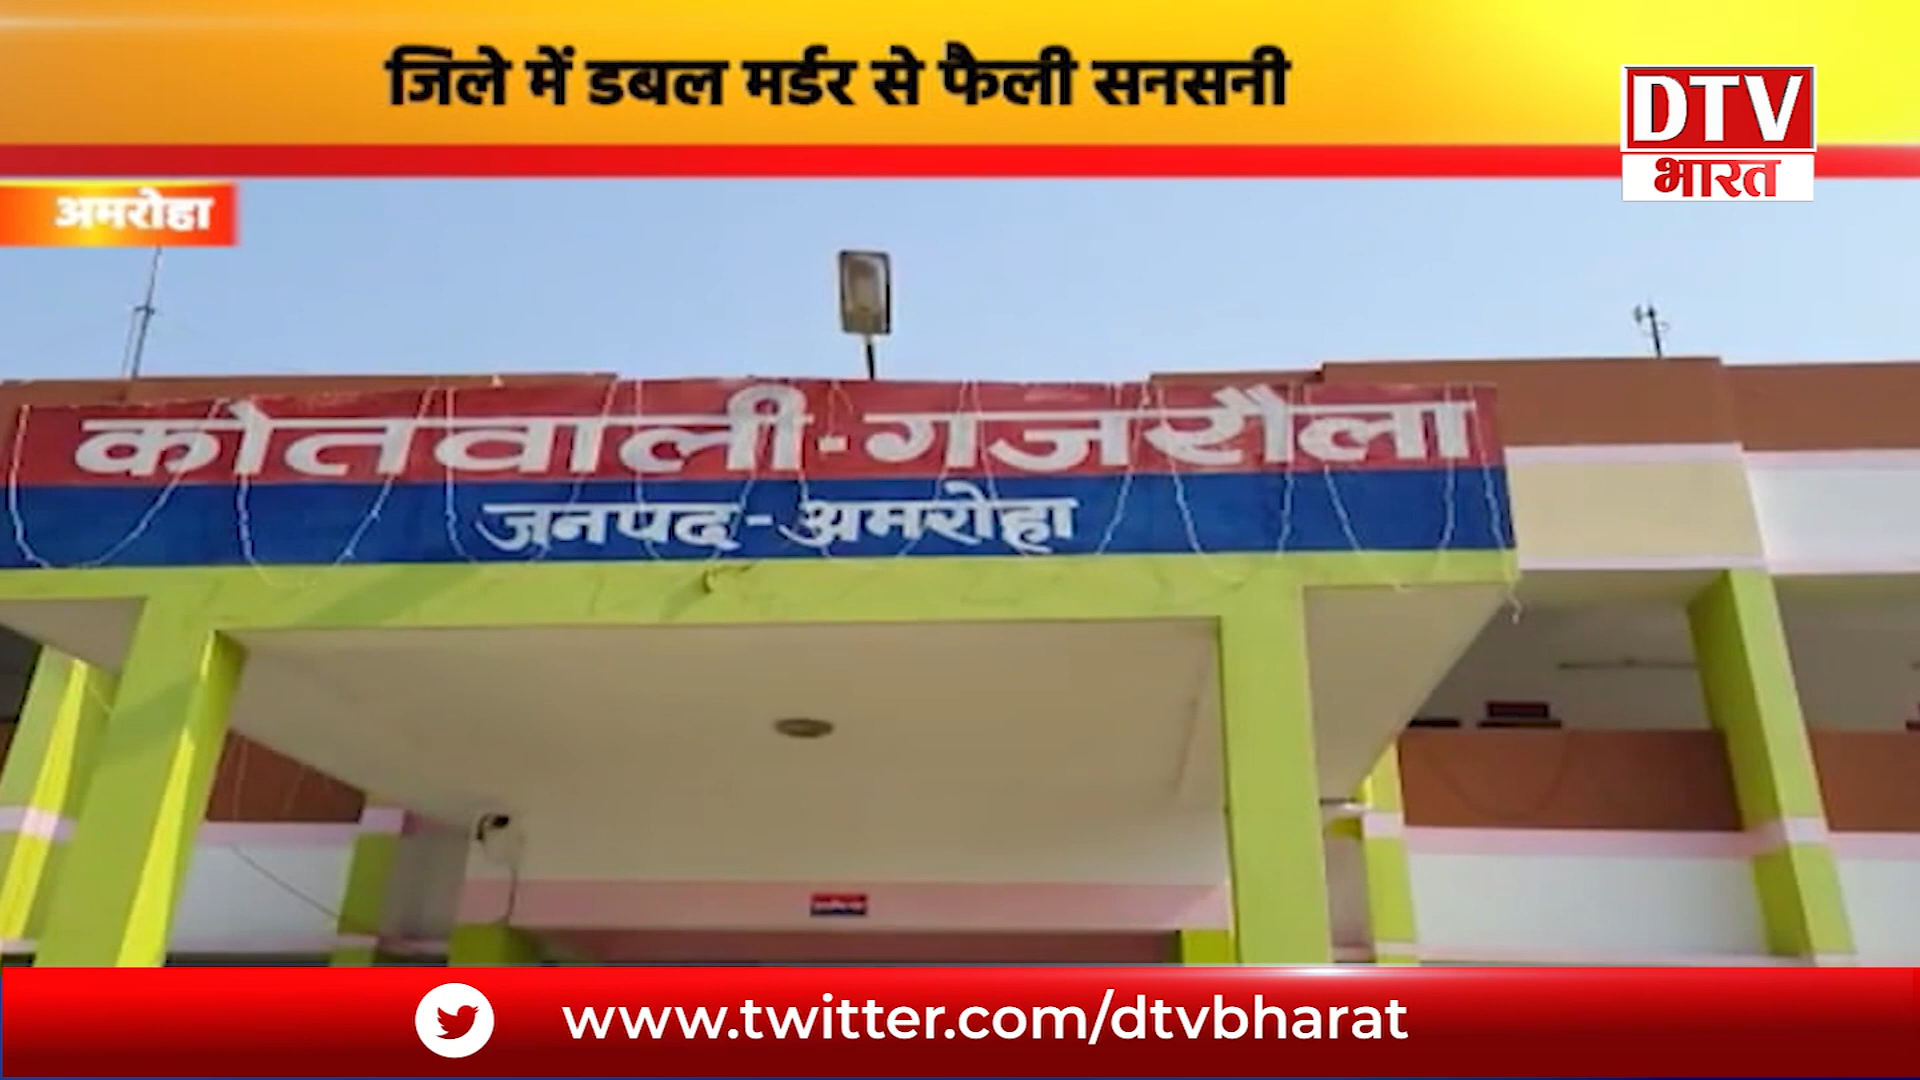 जिले में डबल मर्डर से फैली सनसनी
DTV
भारत
अमरोहा
कोतवाली-गजरौला
जनपद-अमरोहा
www.twitter.com/dtvbharat